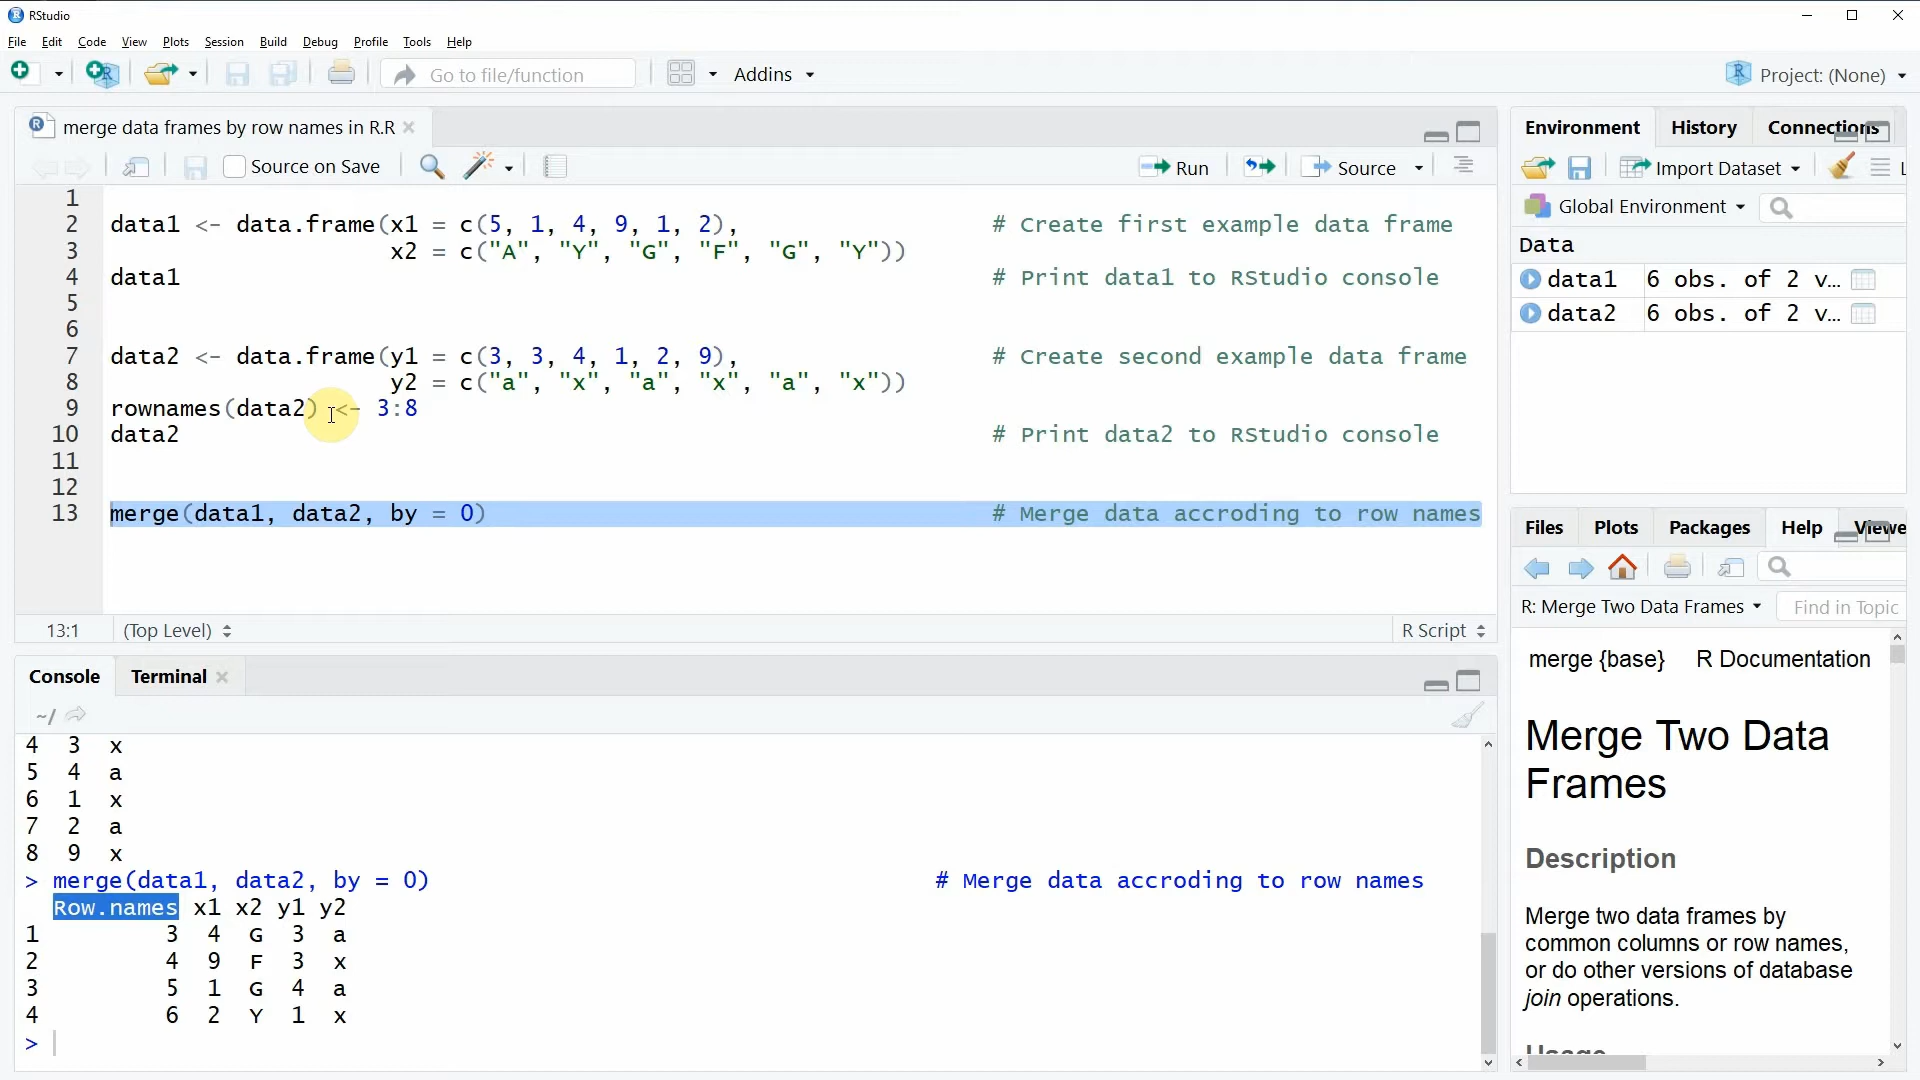 RStudio
File Edit Code View Plots Session Build Debug Profile Tools Help
Go to file/function Addins Project: (None)
merge data frames by row names in R.R
Source on Save Run Source
1
2 data1 <- data.frame(x1 = c(5, 1, 4, 9, 1, 2), # Create first example data frame
3 x2 = c("A", "Y", "G", "F", "G", "Y"))
4 data1 # Print data1 to RStudio console
5
6
7 data2 <- data.frame(y1 = c(3, 3, 4, 1, 2, 9), # Create second example data frame
8 y2 = c("a", "x", "a", "x", "a", "x"))
9 rownames(data2) <- 3:8
10 data2 # Print data2 to RStudio console
11
12
13 merge(data1, data2, by = 0) # Merge data accroding to row names
13:1 (Top Level) R Script
Console Terminal
~/
4 3 x
5 4 a
6 1 x
7 2 a
8 9 x
> merge(data1, data2, by = 0) # Merge data accroding to row names
Row.names x1 x2 y1 y2
1 3 4 G 3 a
2 4 9 F 3 x
3 5 1 G 4 a
4 6 2 Y 1 x
>
Environment History Connections
Import Dataset L
Global Environment
Data
data1 6 obs. of 2 v…
data2 6 obs. of 2 v…
Files Plots Packages Help Viewe
R: Merge Two Data Frames Find in Topic
merge {base} R Documentation
Merge Two Data
Frames
Description
Merge two data frames by
common columns or row names,
or do other versions of database
join operations.
Usage